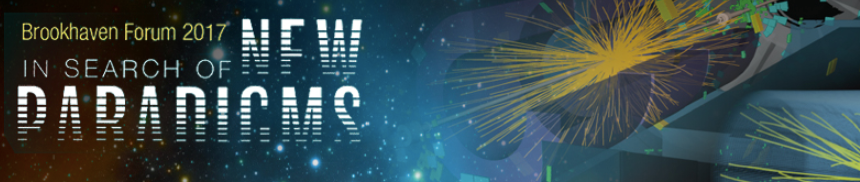 Brookhaven Forum 2017
IN SEARCH OF NEW
PARADIGMS